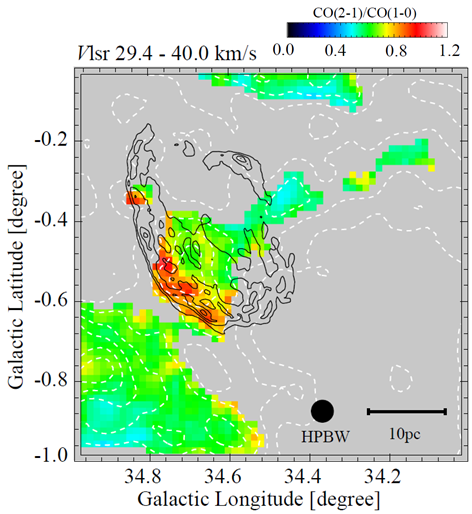 CO(2-1)/CO(1-0)
0.0 0.4 0.8 1.2
Vlsr 29.4 - 40.0 km/s
-0.2
-0.4
-0.6
-0.8
-1.0
Galactic Latitude [degree]
HPBW
10pc
34.8 34.6 34.4 34.2
Galactic Longitude [degree]